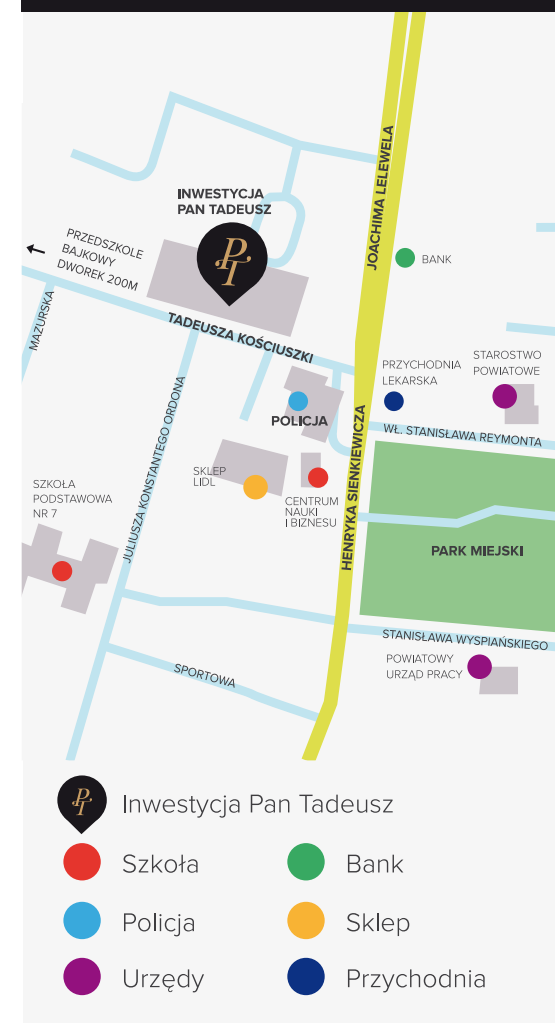 JOACHIMA LELEWELA
INWESTYCJA
PAN TADEUSZ
PT
PRZEDSZKOLE
BAJKOWY
DWOREK 200M
BANK
MAZURSKA
TADEUSZA KOŚCIUSZKI
STAROSTWO
POWIATOWE
PRZYCHODNIA
LEKARSKA
POLICJA
WŁ. STANISŁAWA REYMONTA
JULIUSZA KONSTANTEGO ORDONA
HENRYKA SIENKIEWICZA
SKLEP
LIDL
SZKOŁA
PODSTAWOWA
NR 7
CENTRUM
NAUKI
I BIZNESU
PARK MIEJSKI
STANISŁAWA WYSPIAŃSKIEGO
POWIATOWY
URZĄD PRACY
SPORTOWA
PT
Inwestycja Pan Tadeusz
Szkoła
Bank
Policja
Sklep
Urzędy
Przychodnia